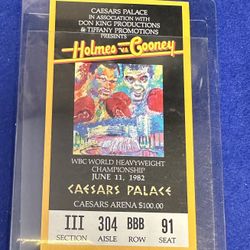 CAESARS PALACE
IN ASSOCIATION WITH
DON KING PRODUCTIONS
& TIFFANY PROMOTIONS
PRESENTS
Holmes vs Cooney
WBC WORLD HEAVYWEIGHT
CHAMPIONSHIP
JUNE 11, 1982
CAESARS PALACE
CAESARS ARENA $100.00
III 304 BBB 91
SECTION AISLE ROW SEAT